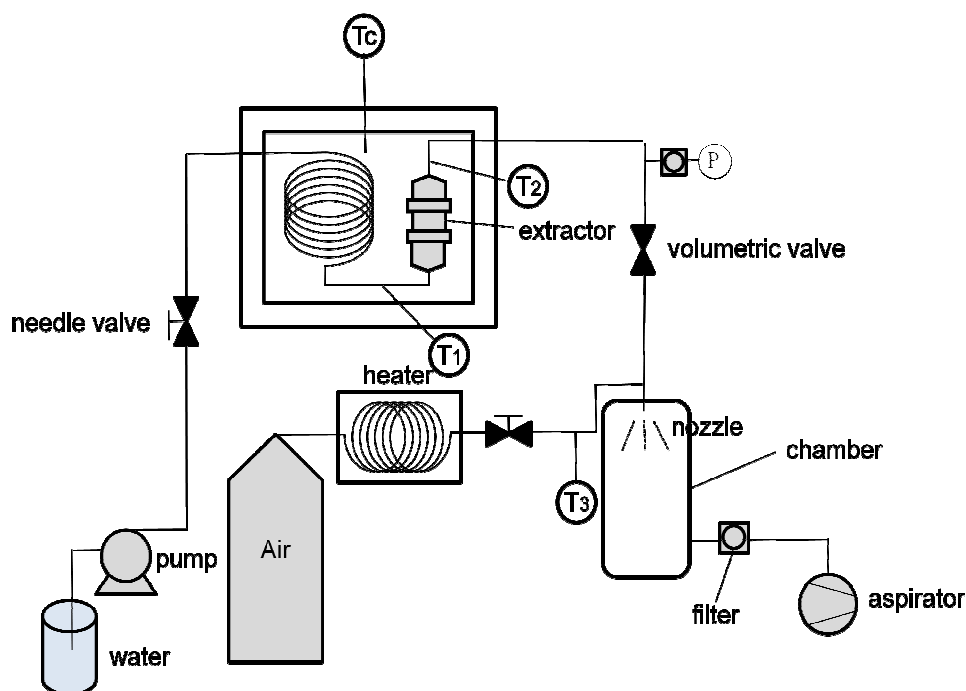 Tc
T2
P
extractor
volumetric valve
needle valve
T1
heater
nozzle
chamber
T3
Air
pump
filter
aspirator
water